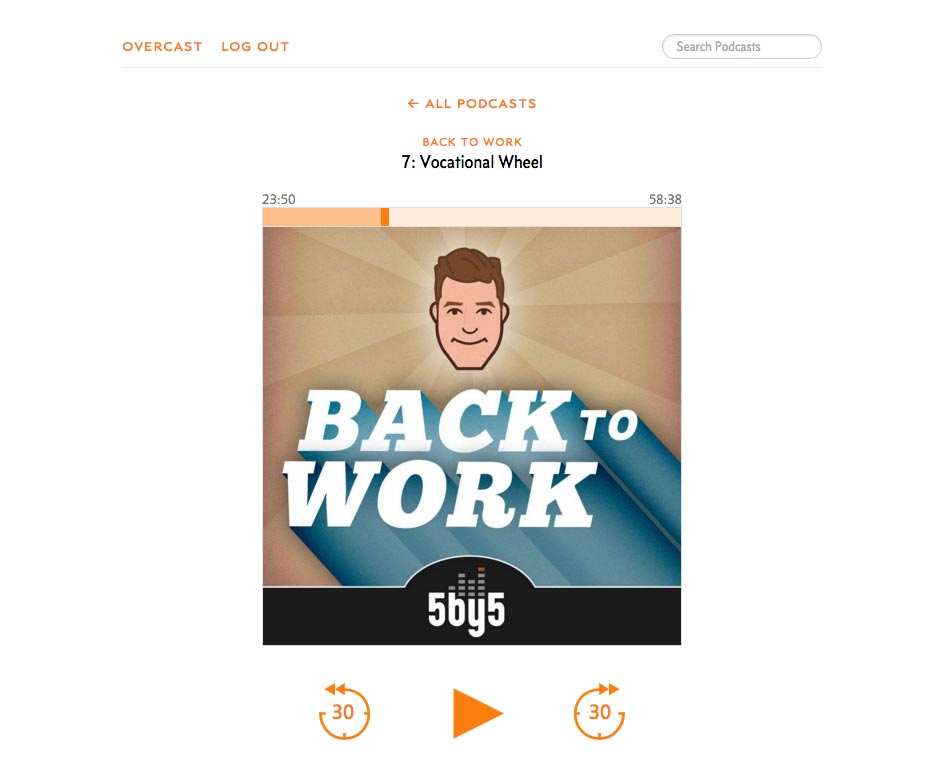 OVERCAST LOG OUT Search Podcasts
← ALL PODCASTS
BACK TO WORK
7: Vocational Wheel
23:50 58:38
BACK TO
WORK
5by5
30 30